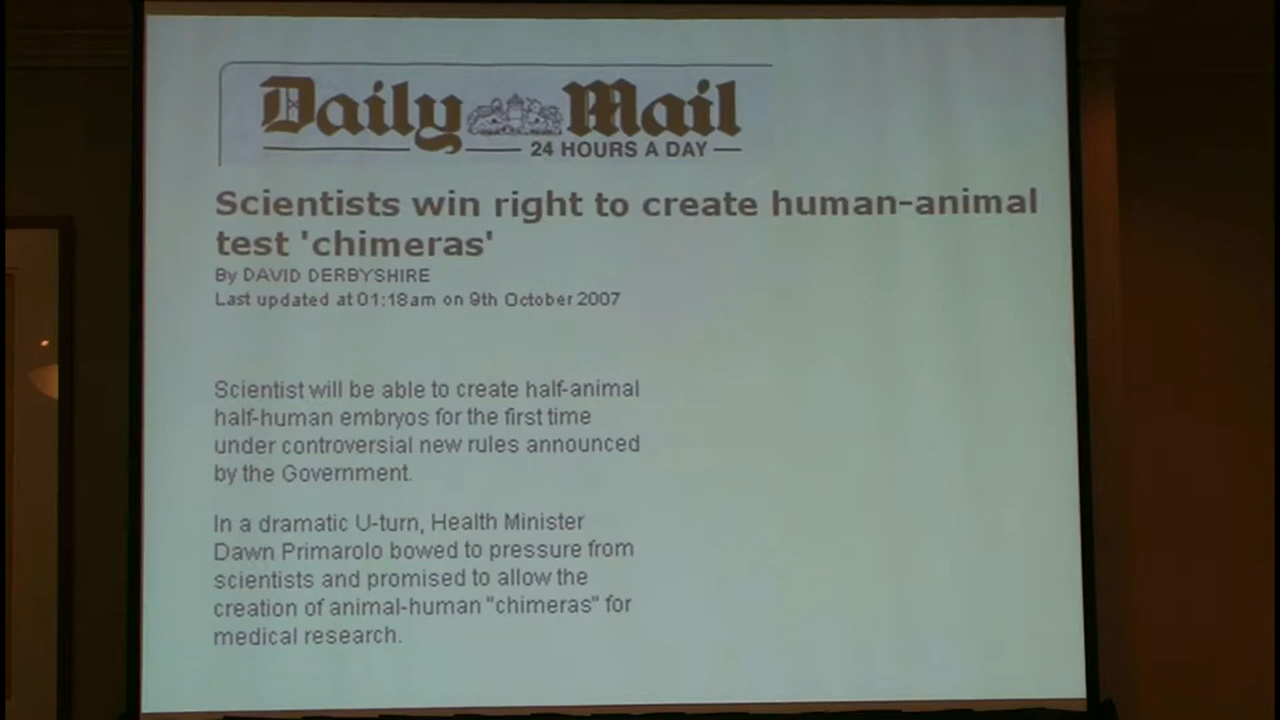 Daily Mail
24 HOURS A DAY
Scientists win right to create human-animal
test 'chimeras'
By DAVID DERBYSHIRE
Last updated at 01:18am on 9th October 2007
Scientist will be able to create half-animal
half-human embryos for the first time
under controversial new rules announced
by the Government.
In a dramatic U-turn, Health Minister
Dawn Primarolo bowed to pressure from
scientists and promised to allow the
creation of animal-human "chimeras" for
medical research.